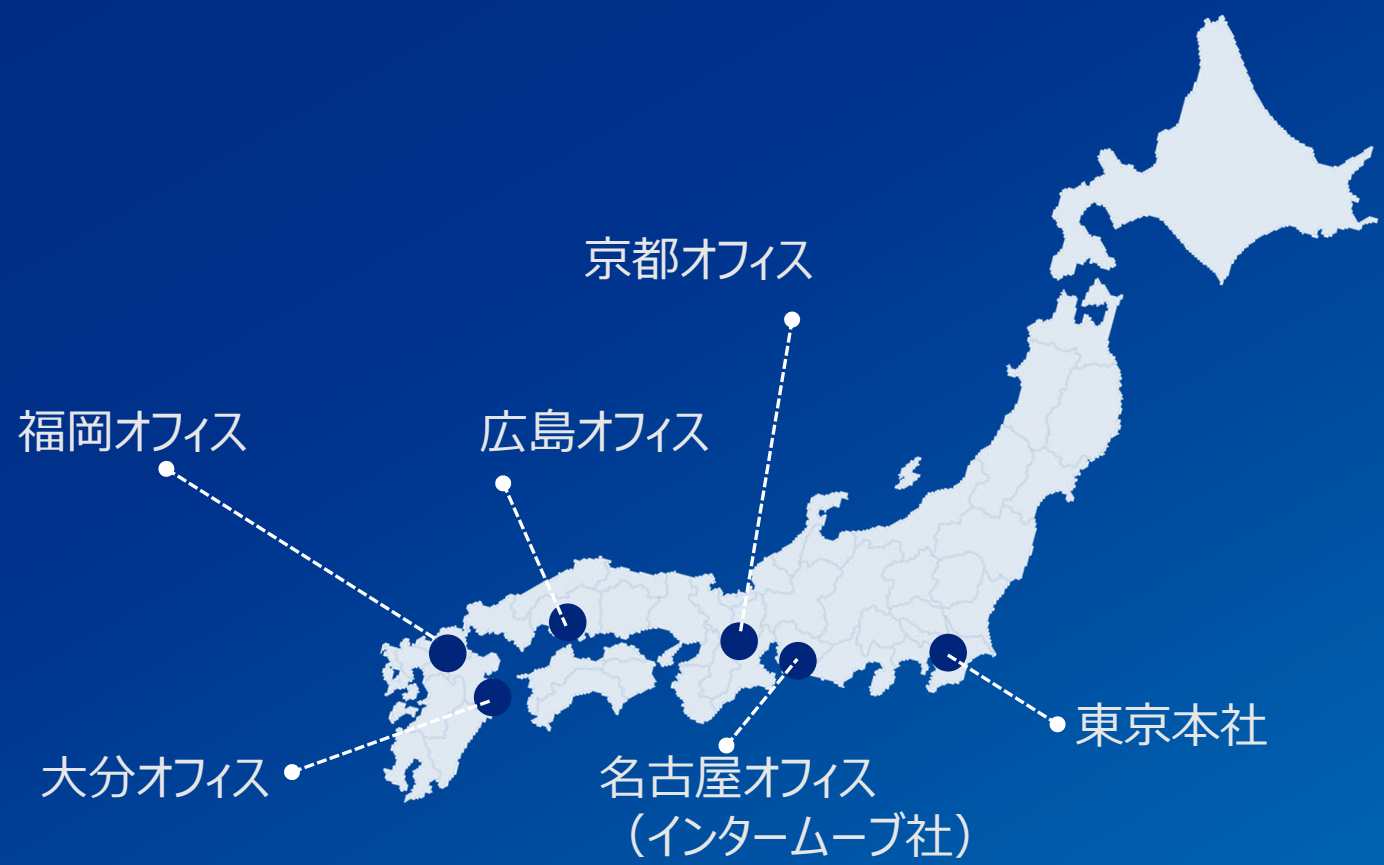 京都オフィス
福岡オフィス
広島オフィス
東京本社
大分オフィス
名古屋オフィス
（インタームーブ社）